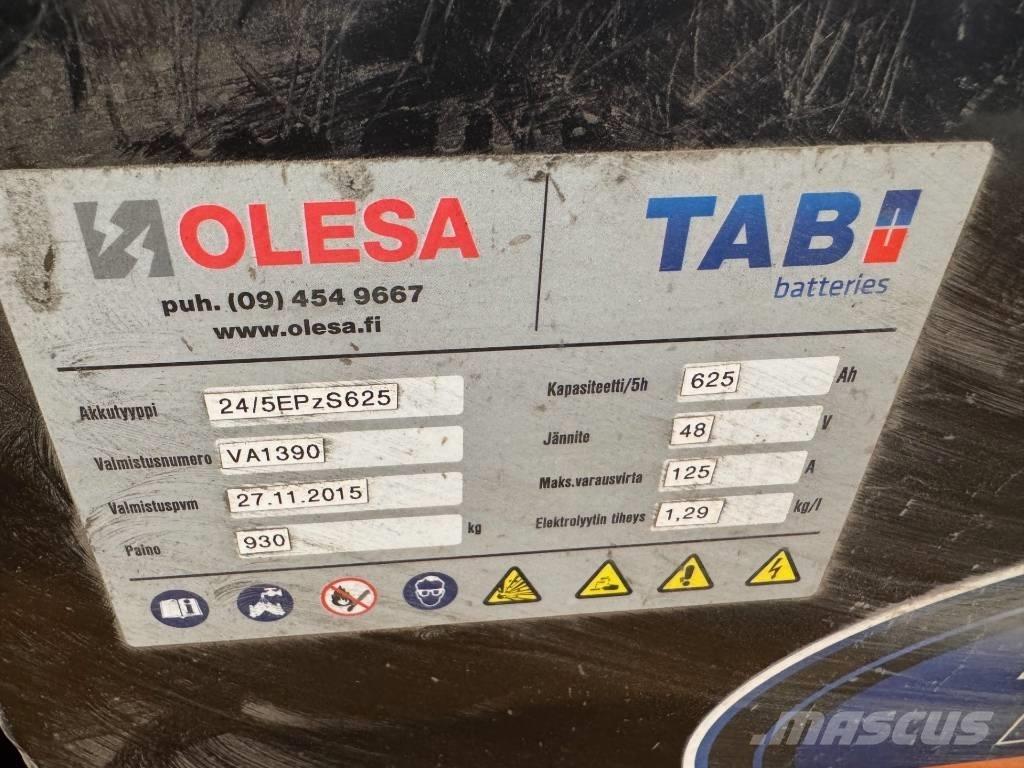 OLESA
puh. (09) 454 9667
www.olesa.fi
TAB
batteries
Akkutyyppi 24/5EPzS625
Valmistusnumero VA1390
Valmistuspvm 27.11.2015
Paino 930 kg
Kapasiteetti/5h 625 Ah
Jännite 48 V
Maks.varausvirta 125 A
Elektrolyytin tiheys 1,29 kg/l
MASCUS